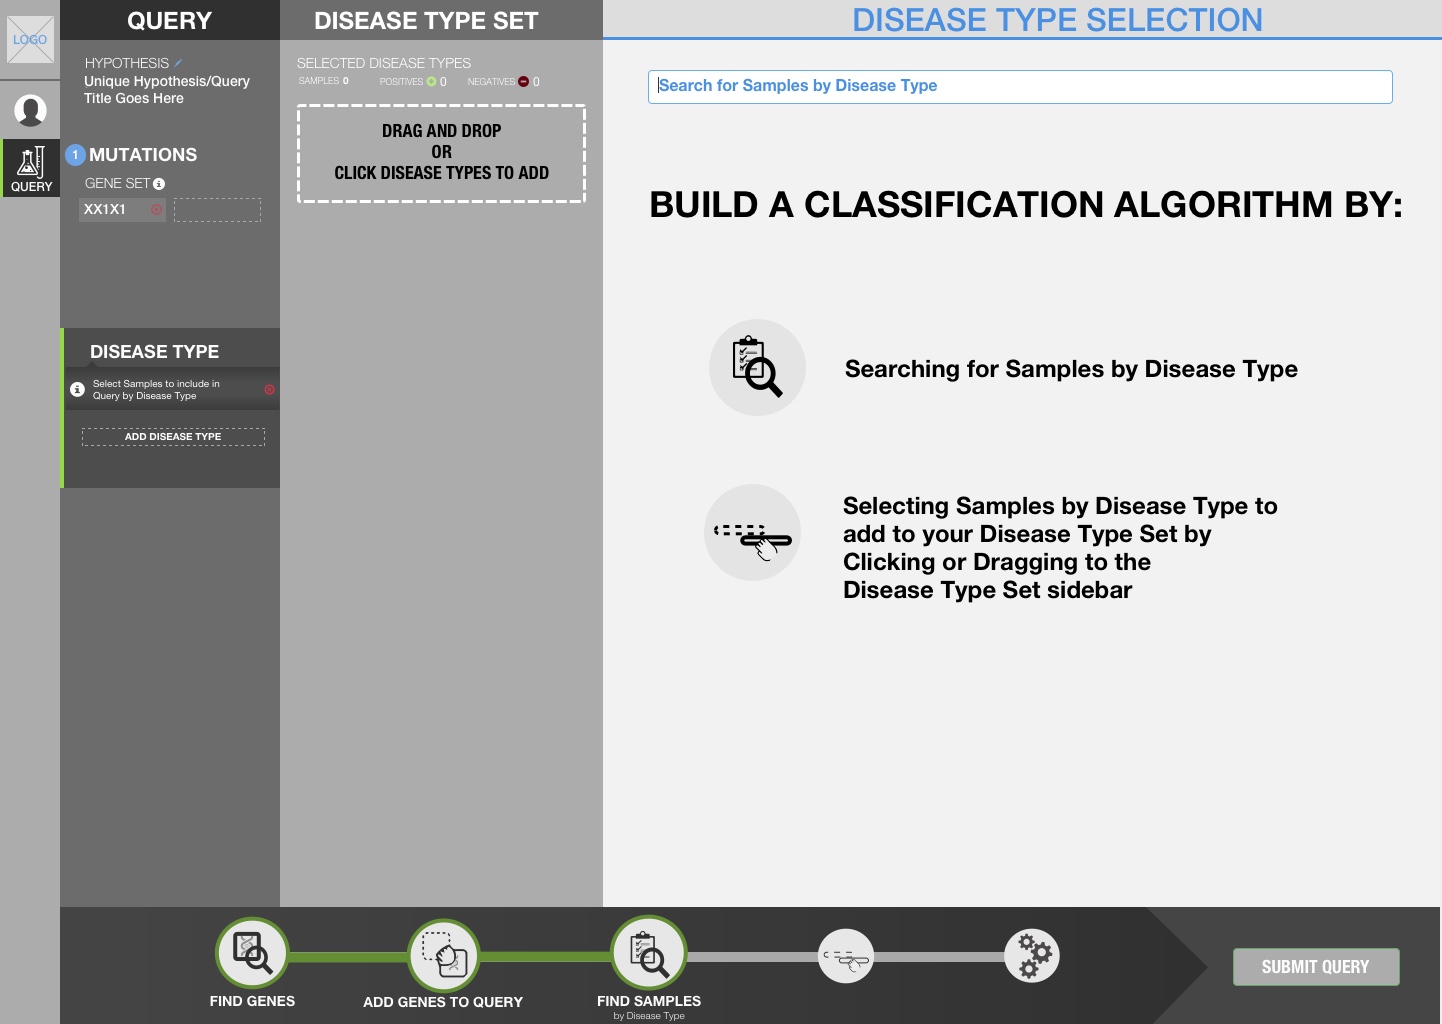 LOGO
QUERY
QUERY
HYPOTHESIS
Unique Hypothesis/Query
Title Goes Here
1 MUTATIONS
GENE SET
XX1X1
DISEASE TYPE
Select Samples to include in
Query by Disease Type
ADD DISEASE TYPE
DISEASE TYPE SET
SELECTED DISEASE TYPES
SAMPLES 0 POSITIVES 0 NEGATIVES 0
DRAG AND DROP
OR
CLICK DISEASE TYPES TO ADD
DISEASE TYPE SELECTION
Search for Samples by Disease Type
BUILD A CLASSIFICATION ALGORITHM BY:
Searching for Samples by Disease Type
Selecting Samples by Disease Type to
add to your Disease Type Set by
Clicking or Dragging to the
Disease Type Set sidebar
FIND GENES
ADD GENES TO QUERY
FIND SAMPLES
by Disease Type
SUBMIT QUERY